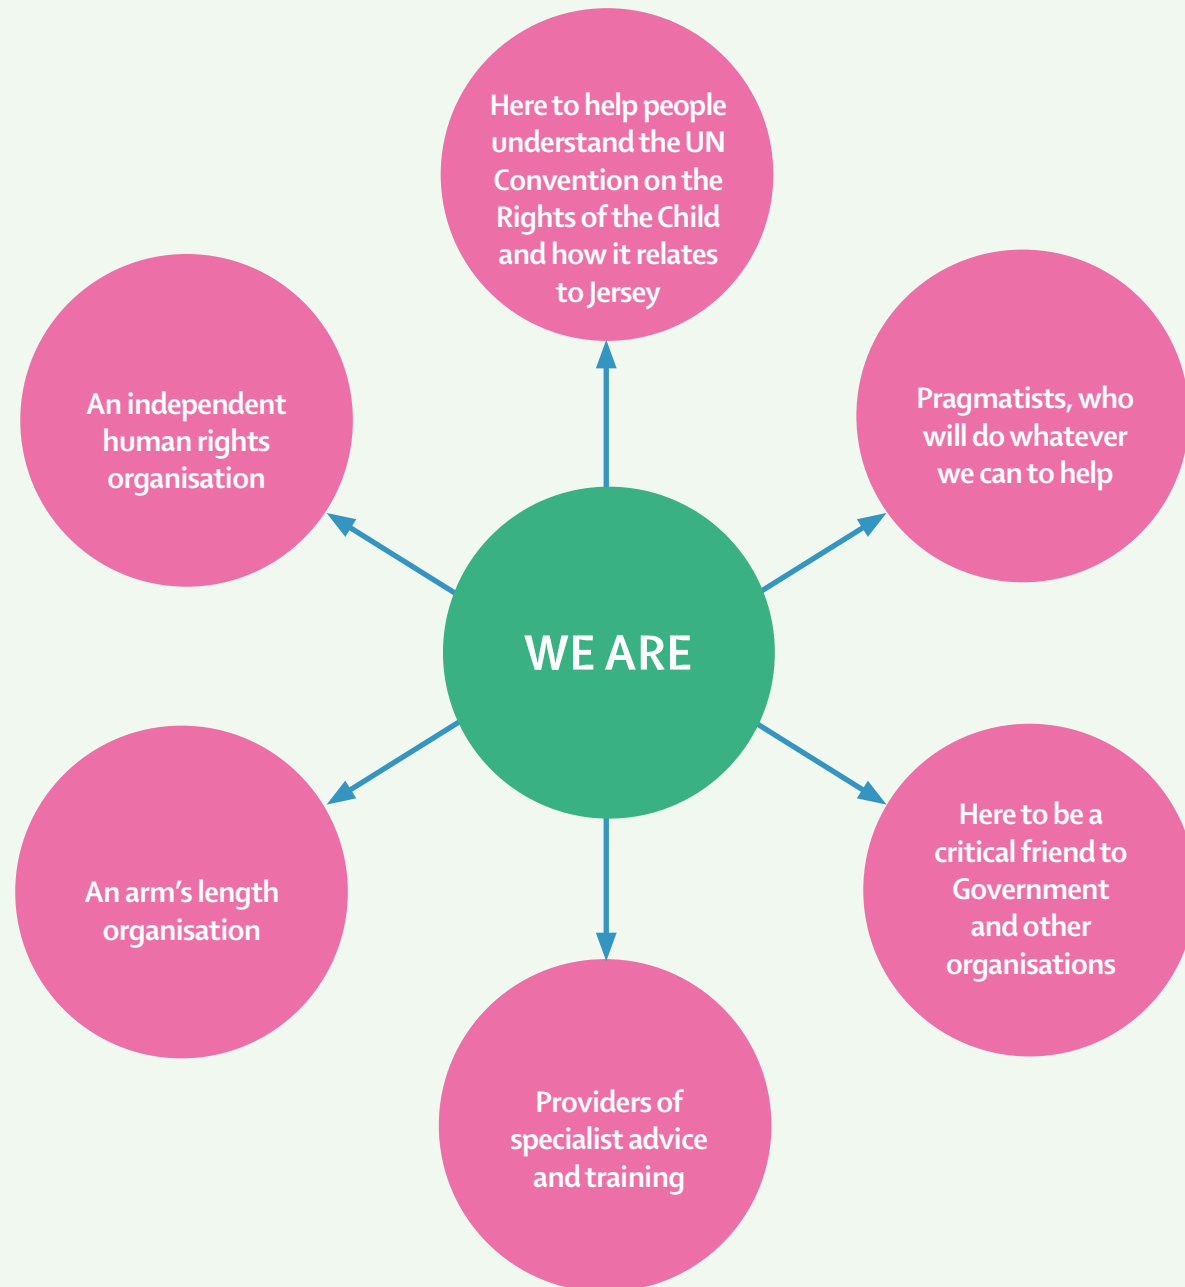 Here to help people
understand the UN
Convention on the
Rights of the Child
and how it relates
to Jersey
An independent
human rights
organisation
Pragmatists, who
will do whatever
we can to help
WE ARE
An arm's length
organisation
Here to be a
critical friend to
Government
and other
organisations
Providers of
specialist advice
and training